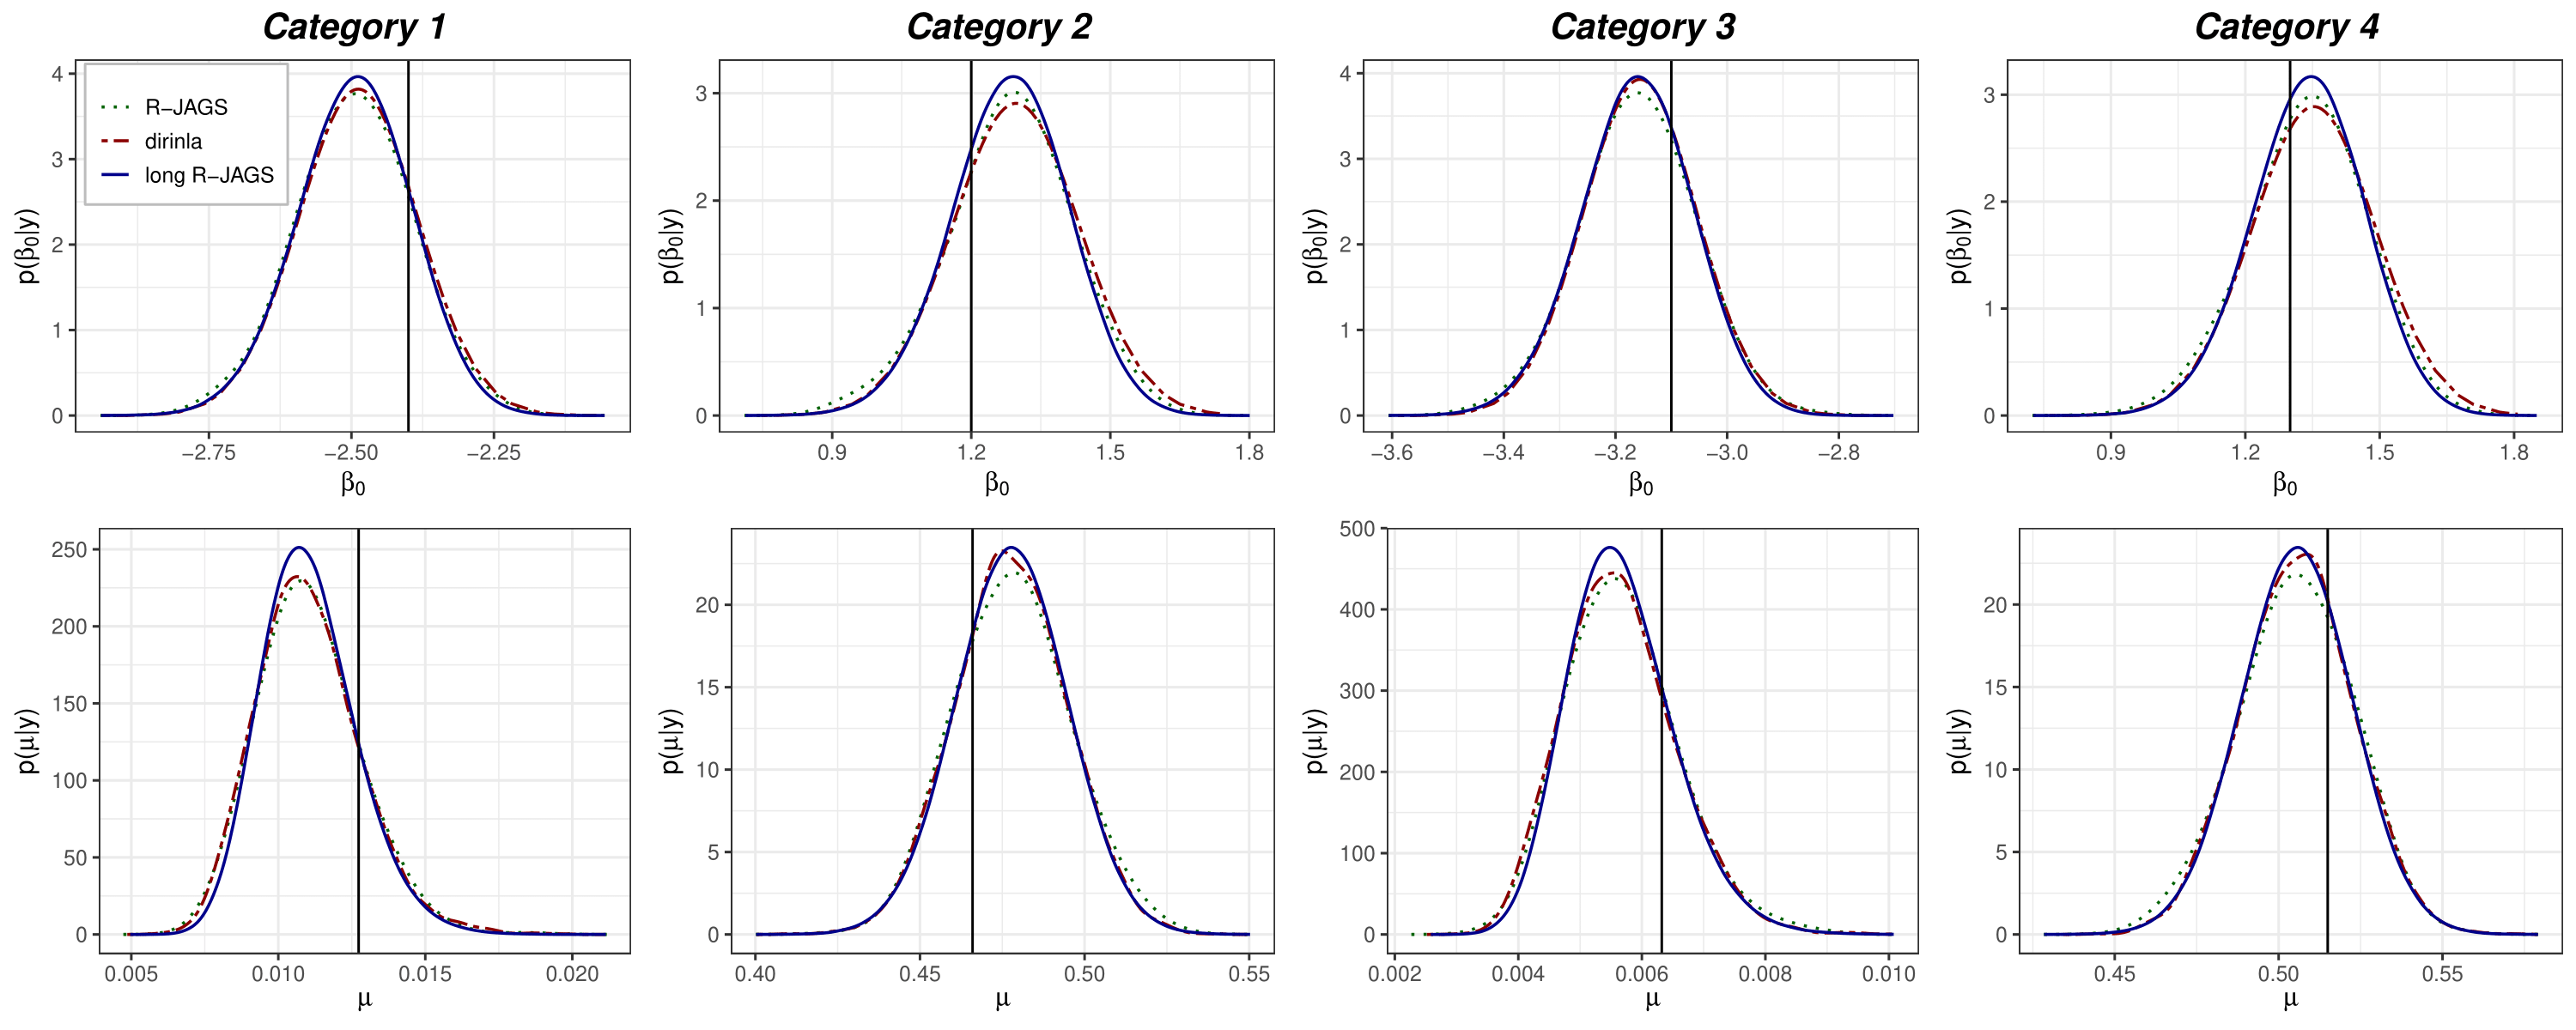 Category 1
4
3
2
1
0
p(β₀|y)
R−JAGS
dirinla
long R−JAGS
−2.75 −2.50 −2.25
β₀
Category 2
3
2
1
0
p(β₀|y)
0.9 1.2 1.5 1.8
β₀
Category 3
4
3
2
1
0
p(β₀|y)
−3.6 −3.4 −3.2 −3.0 −2.8
β₀
Category 4
3
2
1
0
p(β₀|y)
0.9 1.2 1.5 1.8
β₀
250
200
150
100
50
0
p(μ|y)
0.005 0.010 0.015 0.020
μ
20
15
10
5
0
p(μ|y)
0.40 0.45 0.50 0.55
μ
500
400
300
200
100
0
p(μ|y)
0.002 0.004 0.006 0.008 0.010
μ
20
15
10
5
0
p(μ|y)
0.45 0.50 0.55
μ